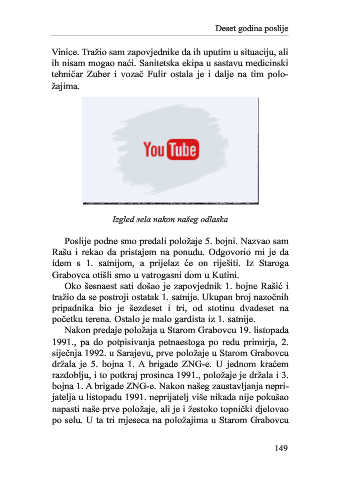 Deset godina poslije
Vinice. Tražio sam zapovjednike da ih uputim u situaciju, ali
ih nisam mogao naći. Sanitetska ekipa u sastavu medicinski
tehničar Zuber i vozač Fulir ostala je i dalje na tim polo-
žajima.
YouTube
Izgled sela nakon našeg odlaska
Poslije podne smo predali položaje 5. bojni. Nazvao sam
Rašu i rekao da pristajem na ponudu. Odgovorio mi je da
idem s 1. satnijom, a prijelaz će on riješiti. Iz Staroga
Grabovca otišli smo u vatrogasni dom u Kutini.
Oko šesnaest sati došao je zapovjednik 1. bojne Rašić i
tražio da se postroji ostatak 1. satnije. Ukupan broj nazočnih
pripadnika bio je šezdeset i tri, od stotinu dvadeset na
početku terena. Ostalo je malo gardista iz 1. satnije.
Nakon predaje položaja u Starom Grabovcu 19. listopada
1991., pa do potpisivanja petnaestoga po redu primirja, 2.
siječnja 1992. u Sarajevu, prve položaje u Starom Grabovcu
držala je 5. bojna 1. A brigade ZNG-e. U jednom kraćem
razdoblju, i to potkraj prosinca 1991., položaje je držala i 3.
bojna 1. A brigade ZNG-e. Nakon našeg zaustavljanja nepri-
jatelja u listopadu 1991. neprijatelj više nikada nije pokušao
napasti naše prve položaje, ali je i žestoko topnički djelovao
po selu. U ta tri mjeseca na položajima u Starom Grabovcu
149